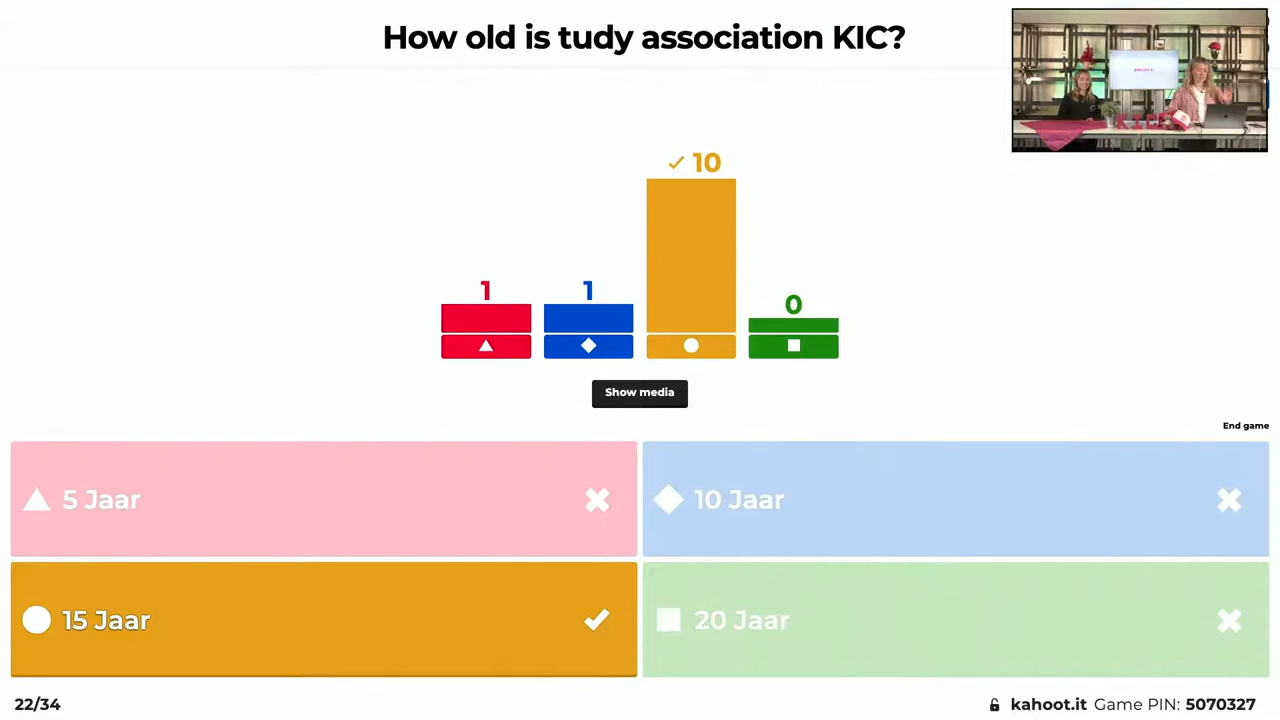 How old is tudy association KIC?
10
1
1
0
Show media
End game
5 Jaar
10 Jaar
15 Jaar
20 Jaar
22/34
kahoot.it Game PIN: 5070327